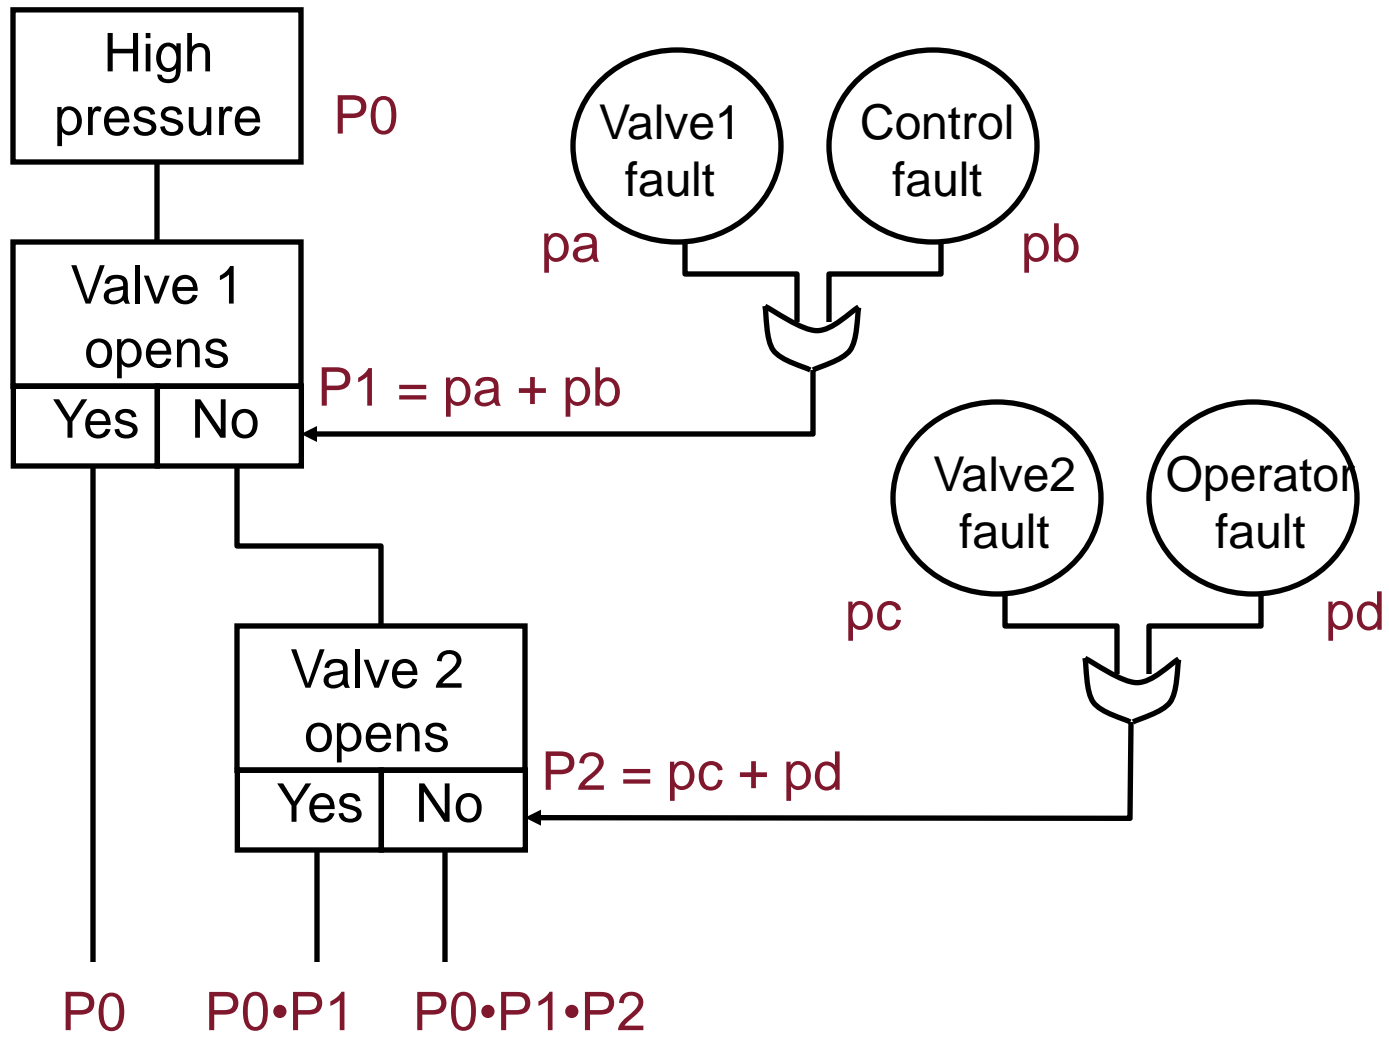 High
pressure
P0
Valve1
fault
Control
fault
pa
pb
Valve 1
opens
P1 = pa + pb
Yes
No
Valve2
fault
Operator
fault
pc
pd
Valve 2
opens
P2 = pc + pd
Yes
No
P0
P0•P1
P0•P1•P2